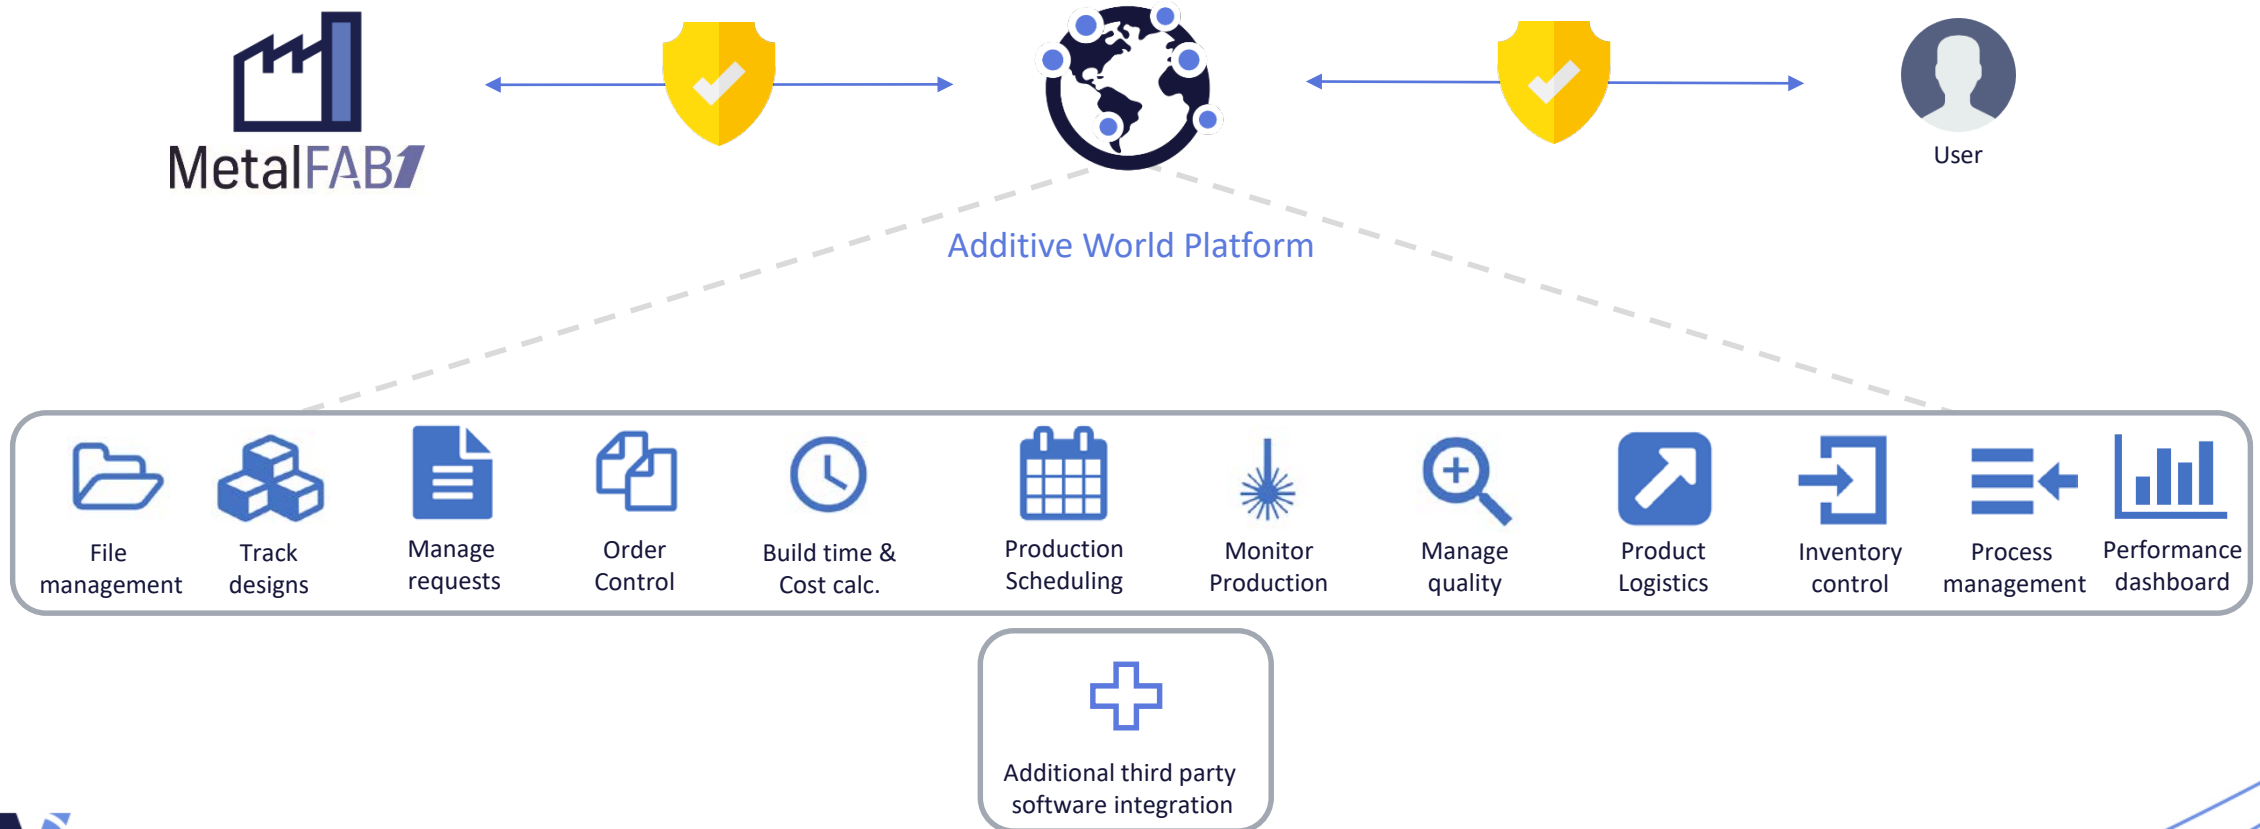 MetalFAB1
User
Additive World Platform
File
management
Track
designs
Manage
requests
Order
Control
Build time &
Cost calc.
Production
Scheduling
Monitor
Production
Manage
quality
Product
Logistics
Inventory
control
Process
management
Performance
dashboard
Additional third party
software integration